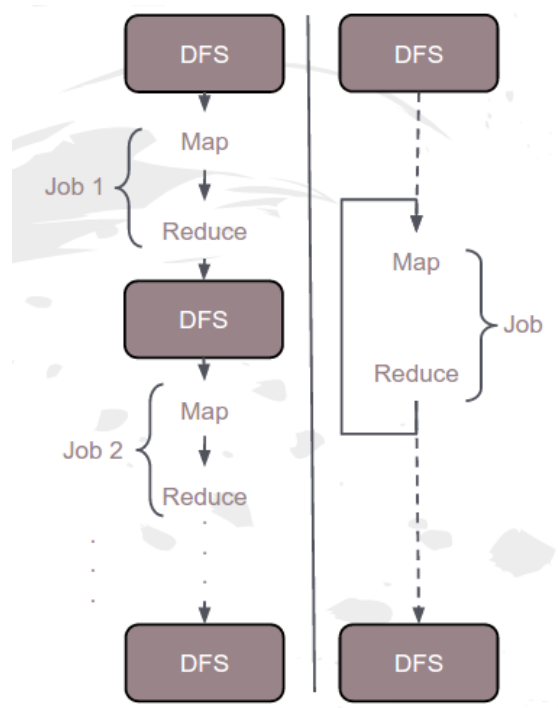 DFS
Map
Job 1
Reduce
DFS
Map
Job 2
Reduce
DFS
DFS
Map
Job
Reduce
DFS